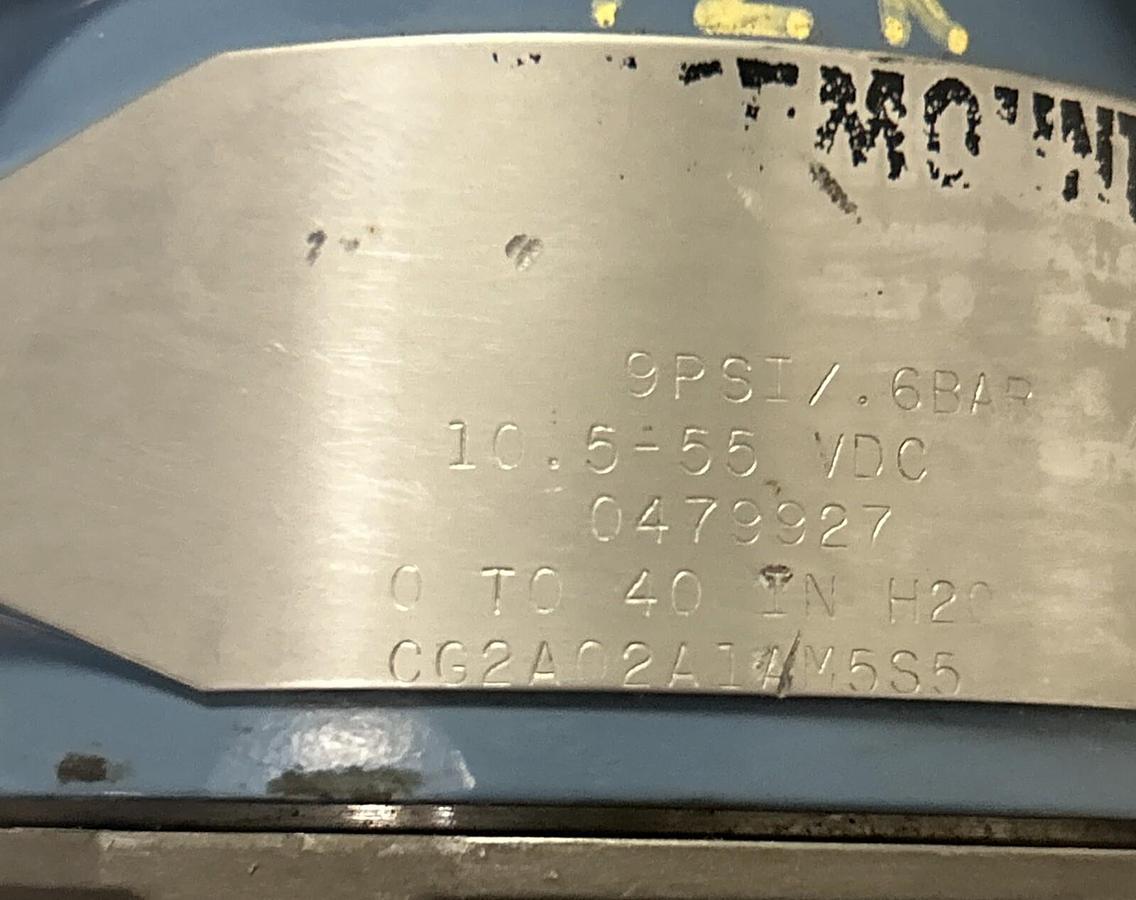 9PSI/.6BAR
10.5-55 VDC
0479927
0 TO 40 IN H2O
CG2A02A1AM5S5